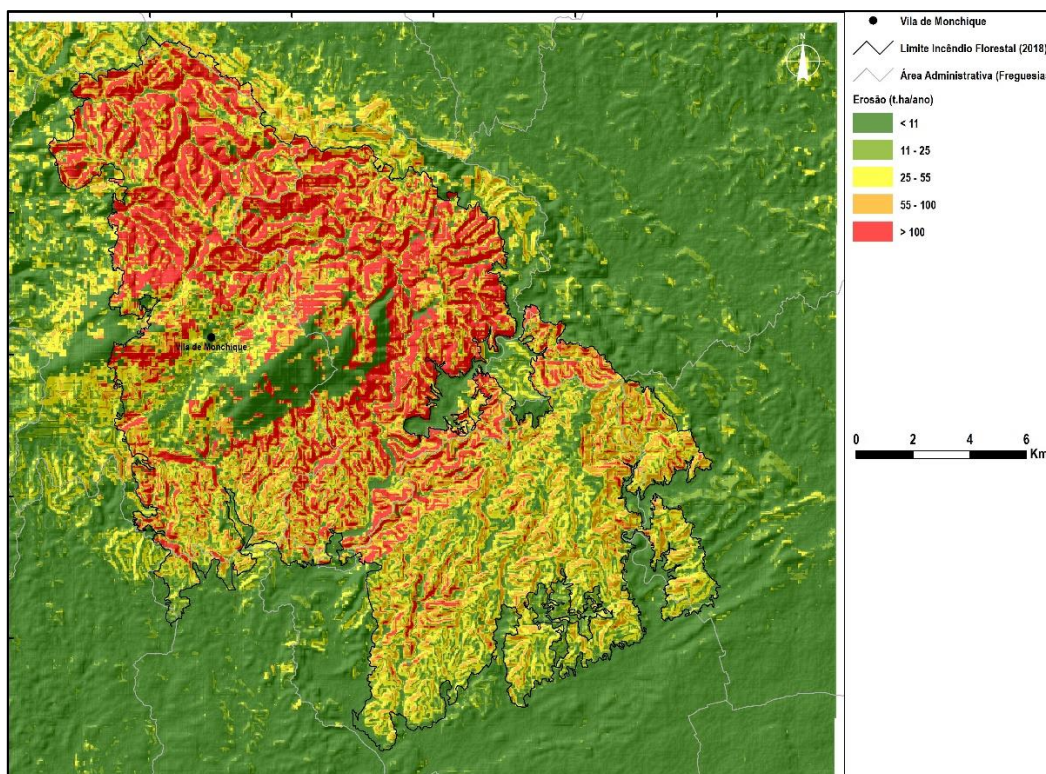 N
Vila de Monchique
Vila de Monchique
Limite Incêndio Florestal (2018)
Área Administrativa (Freguesia
Erosão (t.ha/ano)
< 11
11 - 25
25 - 55
55 - 100
> 100
0 2 4 6
Km